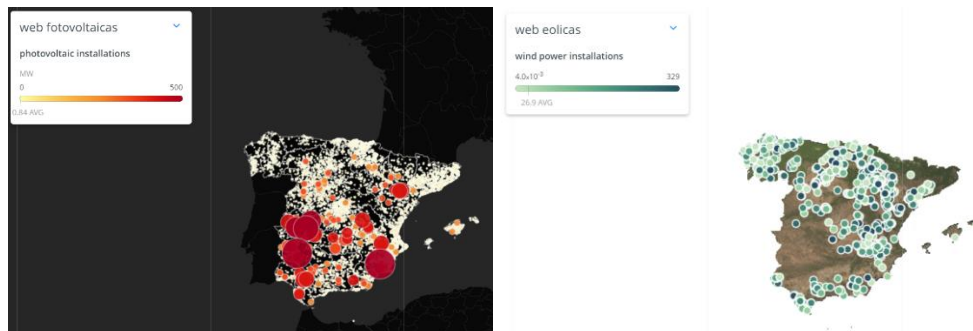 web fotovoltaicas
photovoltaic installations
MW
0 500
0.84 AVG
web eolicas
wind power installations
4.0x10⁻³ 329
26.9 AVG